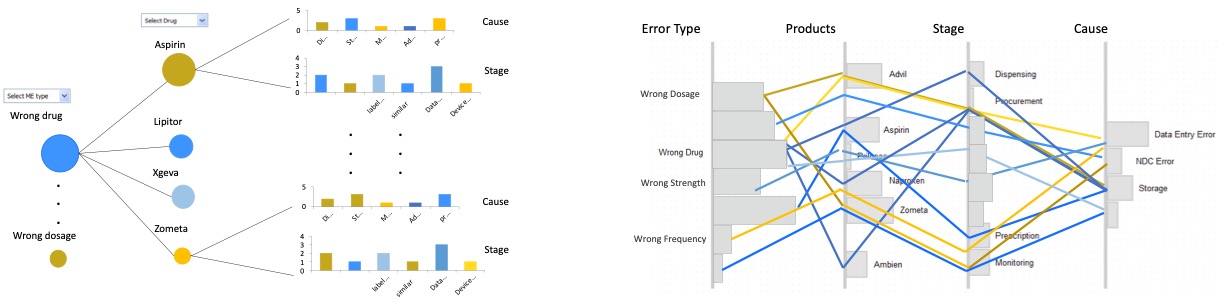 Select Drug
Aspirin
Select ME type
Wrong drug
Lipitor
Xgeva
Zometa
Wrong dosage
5
0
Di...
St...
M...
Ad...
pr...
Cause
4
3
2
1
0
label...
similar
Data...
Device...
Stage
5
0
Di...
St...
M...
Ad...
pr...
Cause
4
3
2
1
0
label...
similar
Data...
Device...
Stage
Error Type
Products
Stage
Cause
Wrong Dosage
Wrong Drug
Wrong Strength
Wrong Frequency
Advil
Aspirin
Naproxen
Zometa
Ambien
Dispensing
Procurement
Prescription
Monitoring
Data Entry Error
NDC Error
Storage